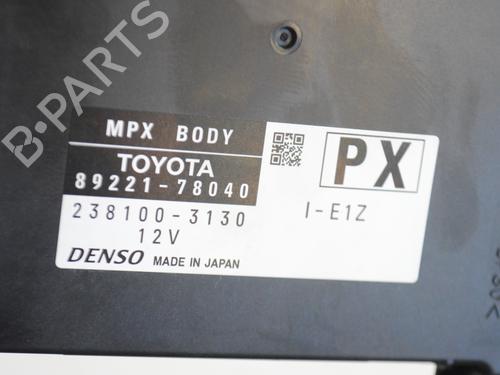 B-PARTS
MPX BODY
TOYOTA
89221-78040
238100-3130
12V
DENSO MADE IN JAPAN
PX
I-E1Z